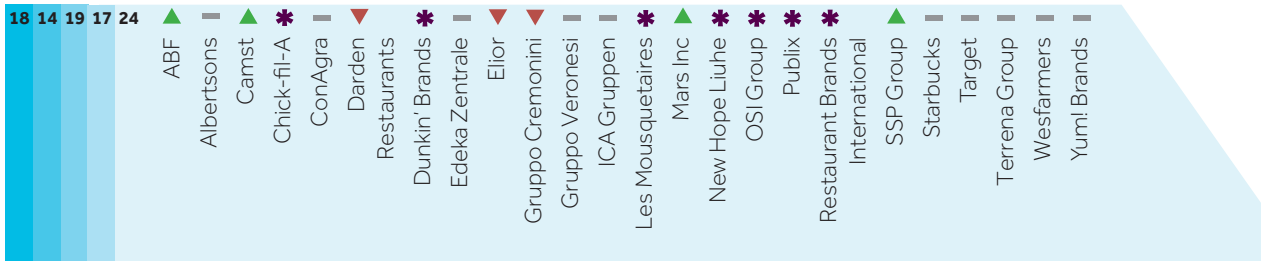 18 14 19 17 24
ABF
Albertsons
Camst
Chick-fil-A
ConAgra
Darden
Restaurants
Dunkin' Brands
Edeka Zentrale
Elior
Gruppo Cremonini
Gruppo Veronesi
ICA Gruppen
Les Mousquetaires
Mars Inc
New Hope Liuhe
OSI Group
Publix
Restaurant Brands
International
SSP Group
Starbucks
Target
Terrena Group
Wesfarmers
Yum! Brands